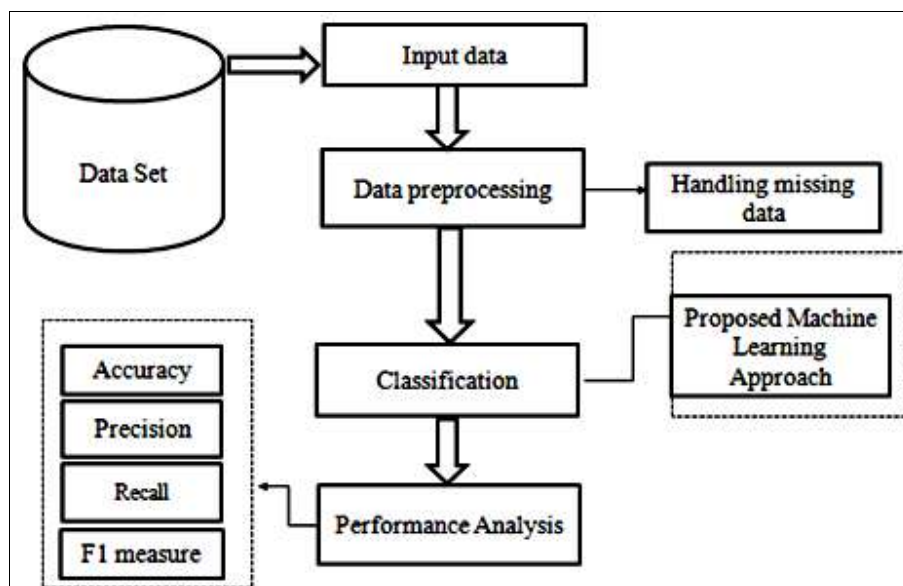 Data Set
Input data
Data preprocessing
Handling missing
data
Classification
Proposed Machine
Learning
Approach
Performance Analysis
Accuracy
Precision
Recall
F1 measure